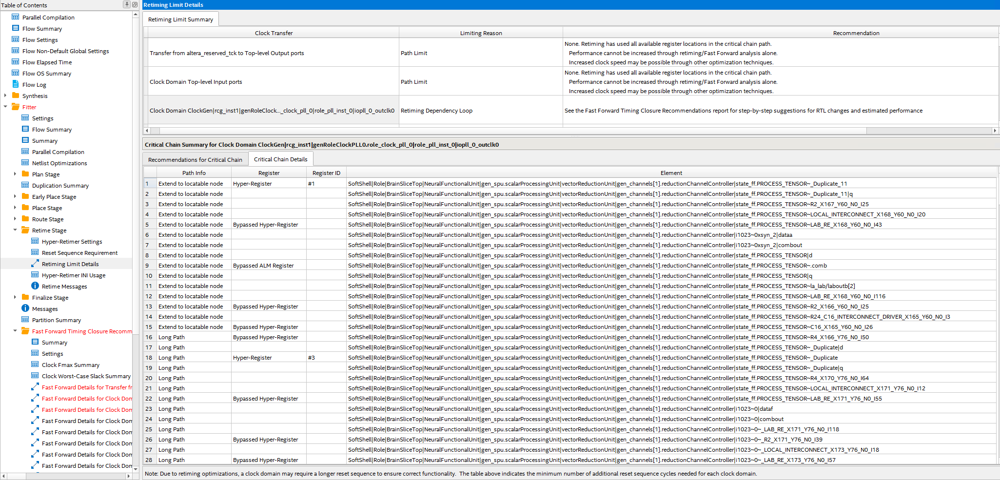 Table of Contents
Parallel Compilation
Flow Summary
Flow Settings
Flow Non-Default Global Settings
Flow Elapsed Time
Flow OS Summary
Flow Log
Synthesis
Fitter
Settings
Flow Summary
Summary
Parallel Compilation
Netlist Optimizations
Plan Stage
Duplication Summary
Early Place Stage
Place Stage
Route Stage
Retime Stage
Hyper-Retimer Settings
Reset Sequence Requirement
Retiming Limit Details
Hyper-Retimer INI Usage
Retime Messages
Finalize Stage
Messages
Partition Summary
Fast Forward Timing Closure Recomm
Summary
Settings
Clock Fmax Summary
Clock Worst-Case Slack Summary
Fast Forward Details for Transfer fr
Fast Forward Details for Clock Dom
Fast Forward Details for Clock Dom
Fast Forward Details for Clock Dom
Fast Forward Details for Clock Dom
Fast Forward Details for Clock Dom
Fast Forward Details for Clock Dom
Fast Forward Details for Clock Dom
Retiming Limit Details
Retiming Limit Summary
Clock Transfer Limiting Reason Recommendation
None. Retiming has used all available register locations in the critical chain path.
Transfer from altera_reserved_tck to Top-level Output ports Path Limit Performance cannot be increased through retiming/Fast Forward analysis alone.
Increased clock speed may be possible through other optimization techniques.
None. Retiming has used all available register locations in the critical chain path.
Clock Domain Top-level Input ports Path Limit Performance cannot be increased through retiming/Fast Forward analysis alone.
Increased clock speed may be possible through other optimization techniques.
Clock Domain ClockGen|rcg_inst1|genRoleClock..._clock_pll_0|role_pll_inst_0|iopll_0_outclk0 Retiming Dependency Loop See the Fast Forward Timing Closure Recommendations report for step-by-step suggestions for RTL changes and estimated performance
Critical Chain Summary for Clock Domain ClockGen|rcg_inst1|genRoleClockPLL0.role_clock_pll_0|role_pll_inst_0|iopll_0_outclk0
Recommendations for Critical Chain Critical Chain Details
Path Info Register Register ID Element
1 Extend to locatable node Hyper-Register #1 SoftShell|Role|BrainSliceTop|NeuralFunctionalUnit|gen_spu.scalarProcessingUnit|vectorReductionUnit|gen_channels[1].reductionChannelController|state_ff.PROCESS_TENSOR~_Duplicate_11
2 Extend to locatable node SoftShell|Role|BrainSliceTop|NeuralFunctionalUnit|gen_spu.scalarProcessingUnit|vectorReductionUnit|gen_channels[1].reductionChannelController|state_ff.PROCESS_TENSOR~_Duplicate_11|q
3 Extend to locatable node SoftShell|Role|BrainSliceTop|NeuralFunctionalUnit|gen_spu.scalarProcessingUnit|vectorReductionUnit|gen_channels[1].reductionChannelController|state_ff.PROCESS_TENSOR~R2_X167_Y60_N0_I25
4 Extend to locatable node SoftShell|Role|BrainSliceTop|NeuralFunctionalUnit|gen_spu.scalarProcessingUnit|vectorReductionUnit|gen_channels[1].reductionChannelController|state_ff.PROCESS_TENSOR~LOCAL_INTERCONNECT_X168_Y60_N0_I20
5 Extend to locatable node Bypassed Hyper-Register SoftShell|Role|BrainSliceTop|NeuralFunctionalUnit|gen_spu.scalarProcessingUnit|vectorReductionUnit|gen_channels[1].reductionChannelController|state_ff.PROCESS_TENSOR~LAB_RE_X168_Y60_N0_I43
6 Extend to locatable node SoftShell|Role|BrainSliceTop|NeuralFunctionalUnit|gen_spu.scalarProcessingUnit|vectorReductionUnit|gen_channels[1].reductionChannelController|i1023~0xsyn_2|dataa
7 Extend to locatable node SoftShell|Role|BrainSliceTop|NeuralFunctionalUnit|gen_spu.scalarProcessingUnit|vectorReductionUnit|gen_channels[1].reductionChannelController|i1023~0xsyn_2|combout
8 Extend to locatable node SoftShell|Role|BrainSliceTop|NeuralFunctionalUnit|gen_spu.scalarProcessingUnit|vectorReductionUnit|gen_channels[1].reductionChannelController|state_ff.PROCESS_TENSOR|d
9 Extend to locatable node Bypassed ALM Register SoftShell|Role|BrainSliceTop|NeuralFunctionalUnit|gen_spu.scalarProcessingUnit|vectorReductionUnit|gen_channels[1].reductionChannelController|state_ff.PROCESS_TENSOR~.comb
10 Extend to locatable node SoftShell|Role|BrainSliceTop|NeuralFunctionalUnit|gen_spu.scalarProcessingUnit|vectorReductionUnit|gen_channels[1].reductionChannelController|state_ff.PROCESS_TENSOR|q
11 Extend to locatable node SoftShell|Role|BrainSliceTop|NeuralFunctionalUnit|gen_spu.scalarProcessingUnit|vectorReductionUnit|gen_channels[1].reductionChannelController|state_ff.PROCESS_TENSOR~la_lab/laboutb[2]
12 Extend to locatable node SoftShell|Role|BrainSliceTop|NeuralFunctionalUnit|gen_spu.scalarProcessingUnit|vectorReductionUnit|gen_channels[1].reductionChannelController|state_ff.PROCESS_TENSOR~LAB_RE_X168_Y60_N0_I116
13 Extend to locatable node Bypassed Hyper-Register SoftShell|Role|BrainSliceTop|NeuralFunctionalUnit|gen_spu.scalarProcessingUnit|vectorReductionUnit|gen_channels[1].reductionChannelController|state_ff.PROCESS_TENSOR~R2_X166_Y60_N0_I25
14 Extend to locatable node SoftShell|Role|BrainSliceTop|NeuralFunctionalUnit|gen_spu.scalarProcessingUnit|vectorReductionUnit|gen_channels[1].reductionChannelController|state_ff.PROCESS_TENSOR~R24_C16_INTERCONNECT_DRIVER_X165_Y60_N0_I3
15 Extend to locatable node Bypassed Hyper-Register SoftShell|Role|BrainSliceTop|NeuralFunctionalUnit|gen_spu.scalarProcessingUnit|vectorReductionUnit|gen_channels[1].reductionChannelController|state_ff.PROCESS_TENSOR~C16_X165_Y60_N0_I26
16 Long Path Bypassed Hyper-Register SoftShell|Role|BrainSliceTop|NeuralFunctionalUnit|gen_spu.scalarProcessingUnit|vectorReductionUnit|gen_channels[1].reductionChannelController|state_ff.PROCESS_TENSOR~R4_X166_Y76_N0_I50
17 Long Path SoftShell|Role|BrainSliceTop|NeuralFunctionalUnit|gen_spu.scalarProcessingUnit|vectorReductionUnit|gen_channels[1].reductionChannelController|state_ff.PROCESS_TENSOR~_Duplicate|d
18 Long Path Hyper-Register #3 SoftShell|Role|BrainSliceTop|NeuralFunctionalUnit|gen_spu.scalarProcessingUnit|vectorReductionUnit|gen_channels[1].reductionChannelController|state_ff.PROCESS_TENSOR~_Duplicate
19 Long Path SoftShell|Role|BrainSliceTop|NeuralFunctionalUnit|gen_spu.scalarProcessingUnit|vectorReductionUnit|gen_channels[1].reductionChannelController|state_ff.PROCESS_TENSOR~_Duplicate|q
20 Long Path SoftShell|Role|BrainSliceTop|NeuralFunctionalUnit|gen_spu.scalarProcessingUnit|vectorReductionUnit|gen_channels[1].reductionChannelController|state_ff.PROCESS_TENSOR~R4_X170_Y76_N0_I64
21 Long Path SoftShell|Role|BrainSliceTop|NeuralFunctionalUnit|gen_spu.scalarProcessingUnit|vectorReductionUnit|gen_channels[1].reductionChannelController|state_ff.PROCESS_TENSOR~LOCAL_INTERCONNECT_X171_Y76_N0_I12
22 Long Path Bypassed Hyper-Register SoftShell|Role|BrainSliceTop|NeuralFunctionalUnit|gen_spu.scalarProcessingUnit|vectorReductionUnit|gen_channels[1].reductionChannelController|state_ff.PROCESS_TENSOR~LAB_RE_X171_Y76_N0_I55
23 Long Path SoftShell|Role|BrainSliceTop|NeuralFunctionalUnit|gen_spu.scalarProcessingUnit|vectorReductionUnit|gen_channels[1].reductionChannelController|i1023~0|dataf
24 Long Path SoftShell|Role|BrainSliceTop|NeuralFunctionalUnit|gen_spu.scalarProcessingUnit|vectorReductionUnit|gen_channels[1].reductionChannelController|i1023~0|combout
25 Long Path SoftShell|Role|BrainSliceTop|NeuralFunctionalUnit|gen_spu.scalarProcessingUnit|vectorReductionUnit|gen_channels[1].reductionChannelController|i1023~0~_LAB_RE_X171_Y76_N0_I118
26 Long Path Bypassed Hyper-Register SoftShell|Role|BrainSliceTop|NeuralFunctionalUnit|gen_spu.scalarProcessingUnit|vectorReductionUnit|gen_channels[1].reductionChannelController|i1023~0~_R2_X171_Y76_N0_I39
27 Long Path SoftShell|Role|BrainSliceTop|NeuralFunctionalUnit|gen_spu.scalarProcessingUnit|vectorReductionUnit|gen_channels[1].reductionChannelController|i1023~0~_LOCAL_INTERCONNECT_X173_Y76_N0_I18
28 Long Path Bypassed Hyper-Register SoftShell|Role|BrainSliceTop|NeuralFunctionalUnit|gen_spu.scalarProcessingUnit|vectorReductionUnit|gen_channels[1].reductionChannelController|i1023~0~_LAB_RE_X173_Y76_N0_I57
Note: Due to retiming optimizations, a clock domain may require a longer reset sequence to ensure correct functionality. The table above indicates the minimum number of additional reset sequence cycles needed for each clock domain.